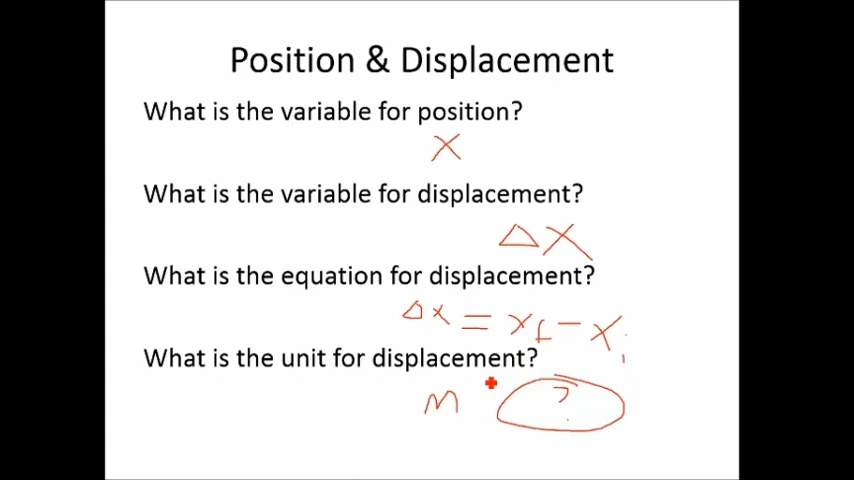 Position & Displacement
What is the variable for position?
X
What is the variable for displacement?
ΔX
What is the equation for displacement?
Δx = xf - xi
What is the unit for displacement?
m ?